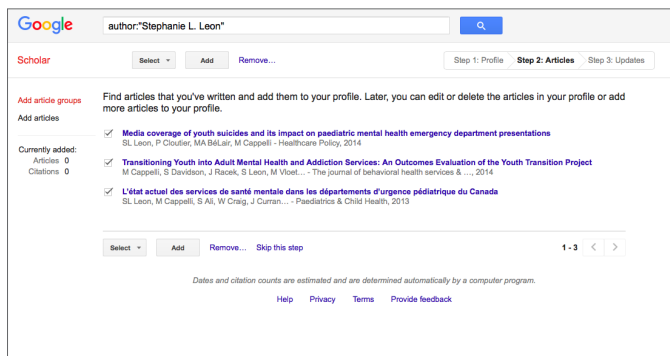 Google
author:"Stephanie L. Leon"
Scholar
Select Add Remove...
Step 1: Profile Step 2: Articles Step 3: Updates
Add article groups
Add articles
Currently added:
Articles 0
Citations 0
Find articles that you've written and add them to your profile. Later, you can edit or delete the articles in your profile or add
more articles to your profile.
Media coverage of youth suicides and its impact on paediatric mental health emergency department presentations
SL Leon, P Cloutier, MA BéLair, M Cappelli - Healthcare Policy, 2014
Transitioning Youth into Adult Mental Health and Addiction Services: An Outcomes Evaluation of the Youth Transition Project
M Cappelli, S Davidson, J Racek, S Leon, M Vloet... - The journal of behavioral health services & ..., 2014
L'état actuel des services de santé mentale dans les départements d'urgence pédiatrique du Canada
SL Leon, M Cappelli, S Ali, W Craig, J Curran... - Paediatrics & Child Health, 2013
Select Add Remove... Skip this step
1 - 3
Dates and citation counts are estimated and are determined automatically by a computer program.
Help Privacy Terms Provide feedback